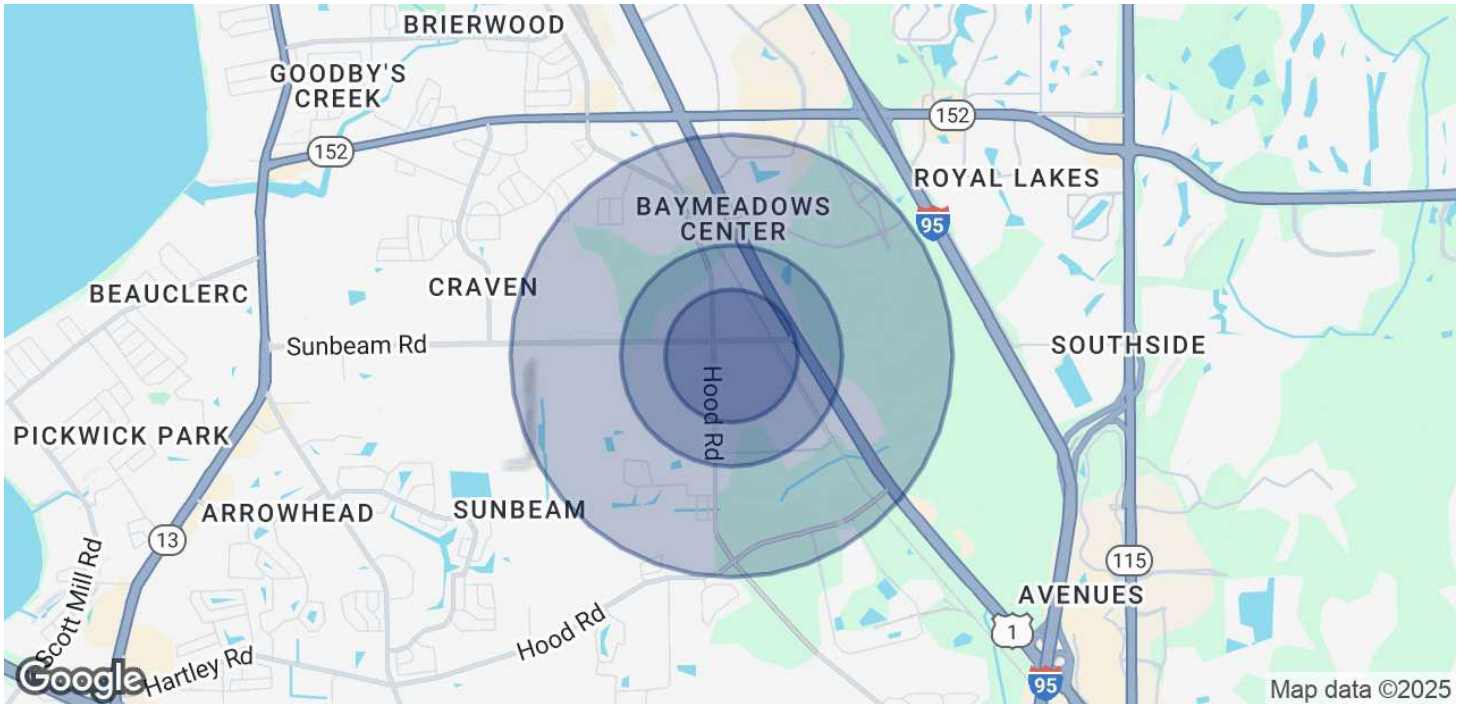 BRIERWOOD
GOODBY'S
CREEK
152
152
ROYAL LAKES
BAYMEADOWS
CENTER
95
CRAVEN
BEAUCLERC
Sunbeam Rd
SOUTHSIDE
Hood Rd
PICKWICK PARK
ARROWHEAD
SUNBEAM
13
115
Scott Mill Rd
AVENUES
Hood Rd
1
Hartley Rd
95
Google
Map data ©2025